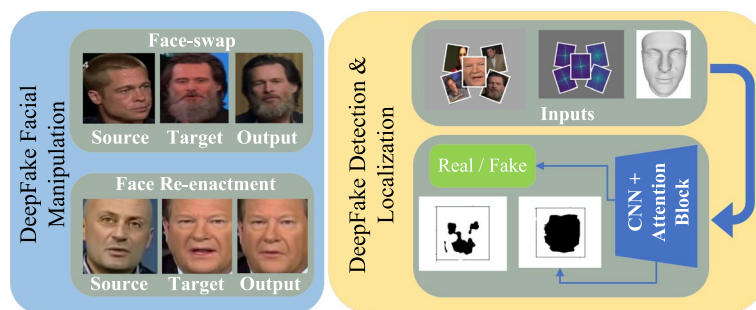 DeepFake Facial
Manipulation
Face-swap
Source Target Output
Face Re-enactment
Source Target Output
DeepFake Detection &
Localization
Inputs
Real / Fake
CNN +
Attention
Block